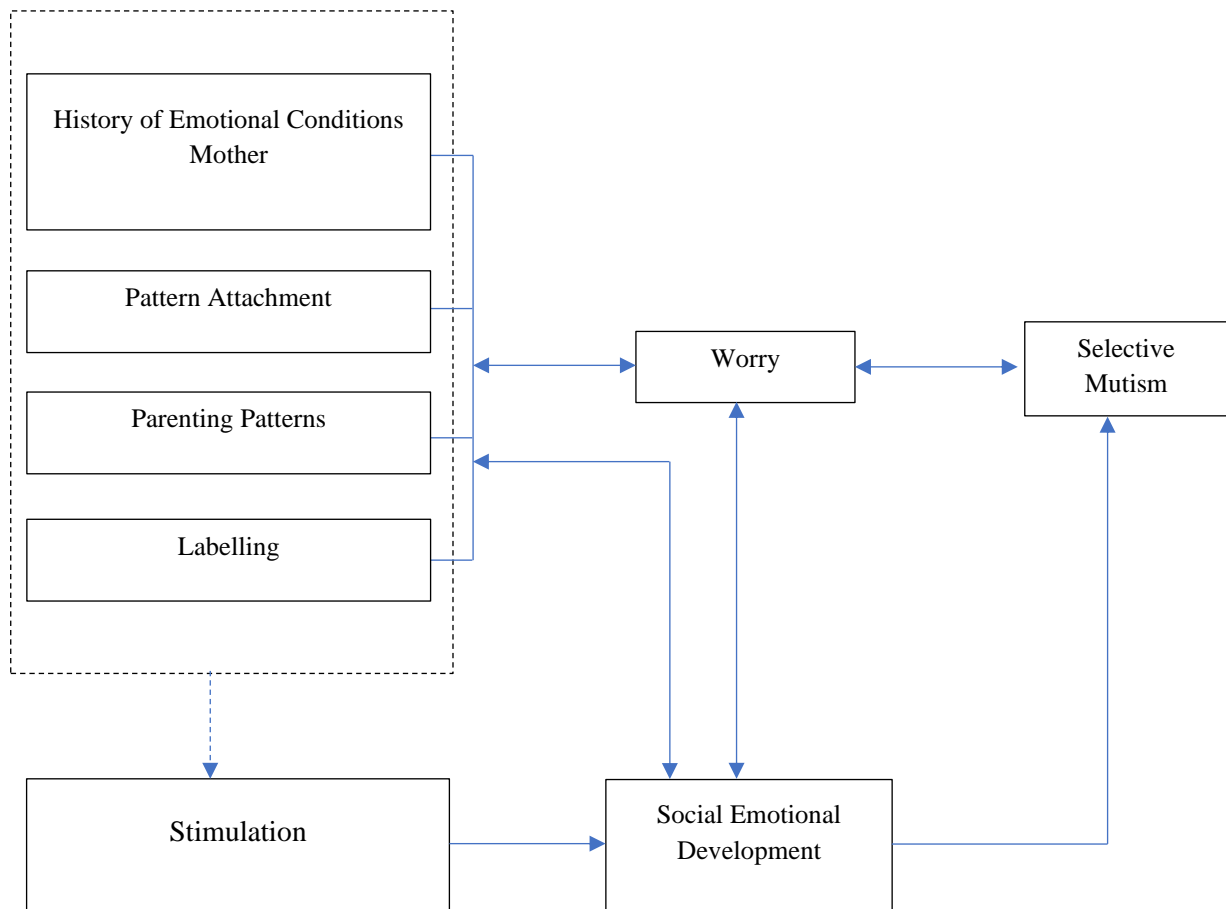 History of Emotional Conditions
Mother
Pattern Attachment
Parenting Patterns
Labelling
Worry
Selective
Mutism
Stimulation
Social Emotional
Development